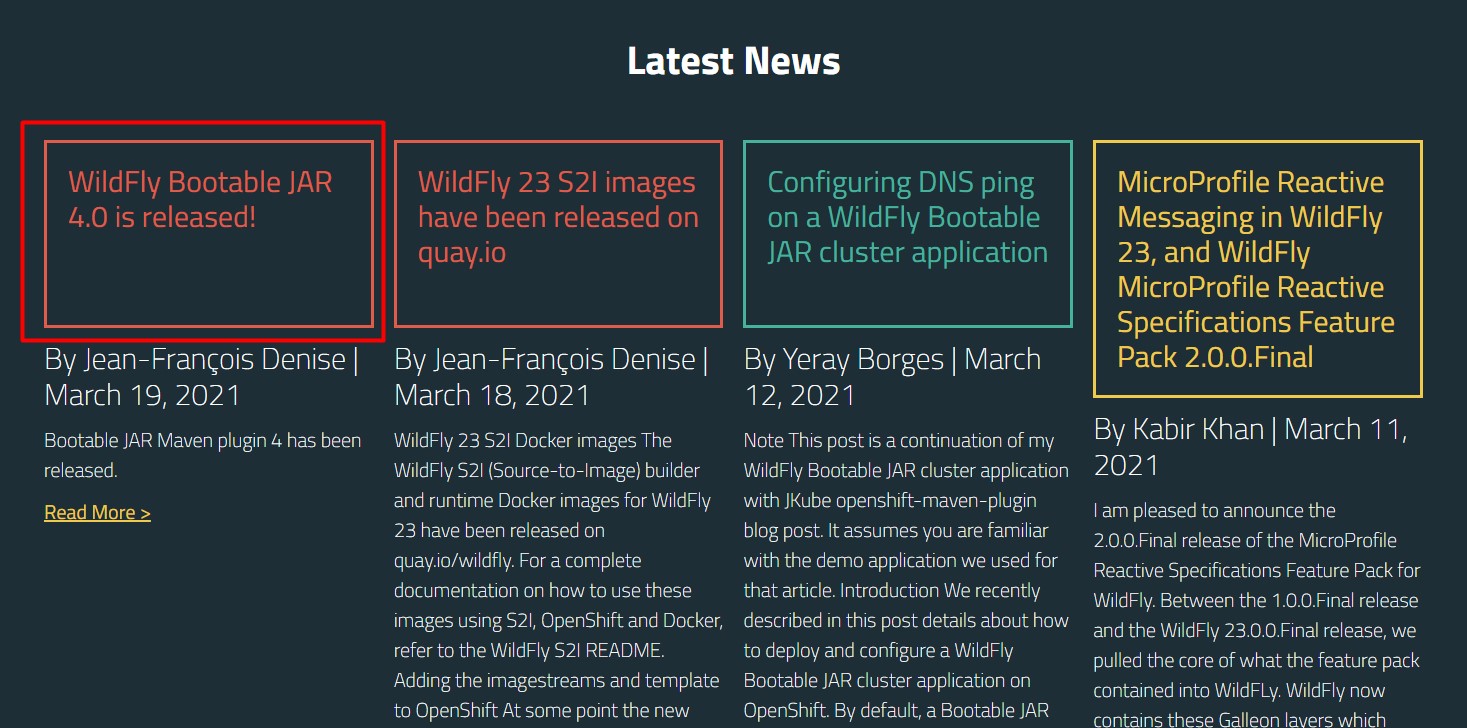 Latest News
WildFly Bootable JAR
4.0 is released!
By Jean-François Denise |
March 19, 2021
Bootable JAR Maven plugin 4 has been
released.
Read More >
WildFly 23 S2I images
have been released on
quay.io
By Jean-François Denise |
March 18, 2021
WildFly 23 S2I Docker images The
WildFly S2I (Source-to-Image) builder
and runtime Docker images for WildFly
23 have been released on
quay.io/wildfly. For a complete
documentation on how to use these
images using S2I, OpenShift and Docker,
refer to the WildFly S2I README.
Adding the imagestreams and template
to OpenShift At some point the new
Configuring DNS ping
on a WildFly Bootable
JAR cluster application
By Yeray Borges | March
12, 2021
Note This post is a continuation of my
WildFly Bootable JAR cluster application
with JKube openshift-maven-plugin
blog post. It assumes you are familiar
with the demo application we used for
that article. Introduction We recently
described in this post details about how
to deploy and configure a WildFly
Bootable JAR cluster application on
OpenShift. By default, a Bootable JAR
MicroProfile Reactive
Messaging in WildFly
23, and WildFly
MicroProfile Reactive
Specifications Feature
Pack 2.0.0.Final
By Kabir Khan | March 11,
2021
I am pleased to announce the
2.0.0.Final release of the MicroProfile
Reactive Specifications Feature Pack for
WildFly. Between the 1.0.0.Final release
and the WildFly 23.0.0.Final release, we
pulled the core of what the feature pack
contained into WildFLy. WildFly now
contains these Galleon layers which